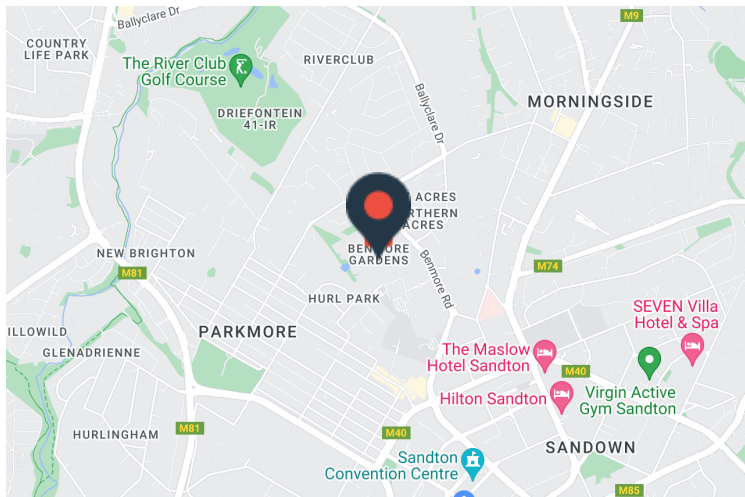 Ballyclare Dr
M9
COUNTRY
LIFE PARK
The River Club
Golf Course
RIVERCLUB
Ballyclare Dr
DRIEFONTEIN
41-IR
MORNINGSIDE
ACRES
ACRES
BENMORE
GARDENS
NEW BRIGHTON
M81
Benmore Rd
M74
HURL PARK
SEVEN Villa
Hotel & Spa
PARKMORE
GLENADRIENNE
The Maslow
Hotel Sandton
M40
Hilton Sandton
Virgin Active
Gym Sandton
HURLINGHAM
M81
M40
Sandton
Convention Centre
SANDOWN
M85